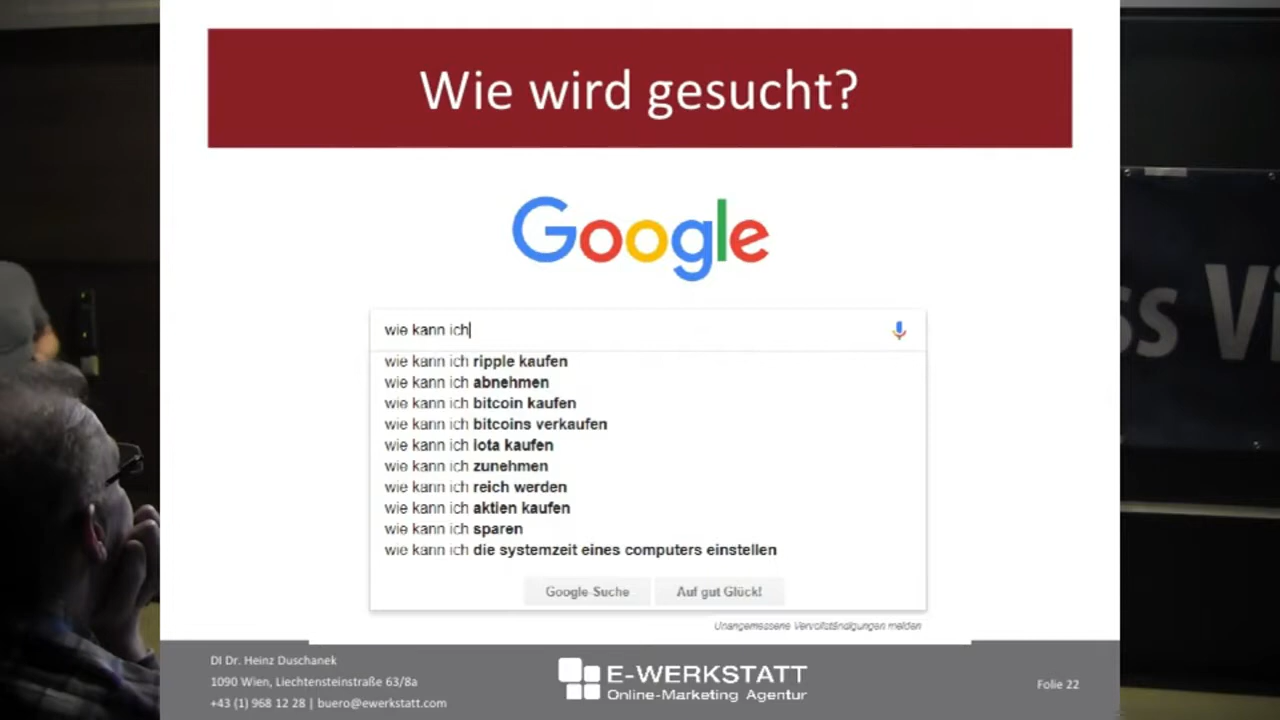 Wie wird gesucht?
Google
wie kann ich
wie kann ich ripple kaufen
wie kann ich abnehmen
wie kann ich bitcoin kaufen
wie kann ich bitcoins verkaufen
wie kann ich iota kaufen
wie kann ich zunehmen
wie kann ich reich werden
wie kann ich aktien kaufen
wie kann ich sparen
wie kann ich die systemzeit eines computers einstellen
Google-Suche Auf gut Glück!
Unangemessene Vervollständigungen melden
DI Dr. Heinz Duschanek
1090 Wien, Liechtensteinstraße 63/8a
+43 (1) 968 12 28 | buero@ewerkstatt.com
E-WERKSTATT
Online-Marketing Agentur
Folie 22
ss Vi